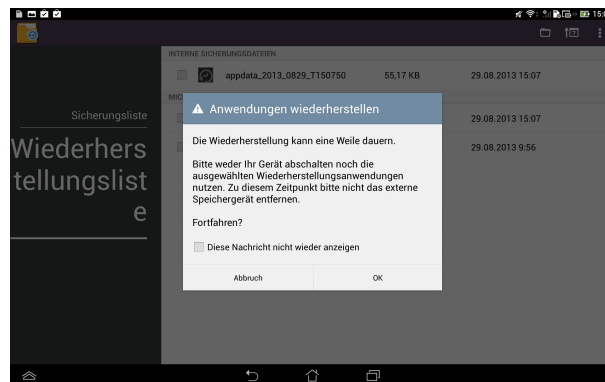 15:0
INTERNE SICHERUNGSDATEIEN
appdata_2013_0829_T150750 55,17 KB 29.08.2013 15:07
MIC
Sicherungsliste
29.08.2013 15:07
Wiederhers
tellungslist
e
29.08.2013 9:56
Anwendungen wiederherstellen
Die Wiederherstellung kann eine Weile dauern.
Bitte weder Ihr Gerät abschalten noch die
ausgewählten Wiederherstellungsanwendungen
nutzen. Zu diesem Zeitpunkt bitte nicht das externe
Speichergerät entfernen.
Fortfahren?
Diese Nachricht nicht wieder anzeigen
Abbruch OK